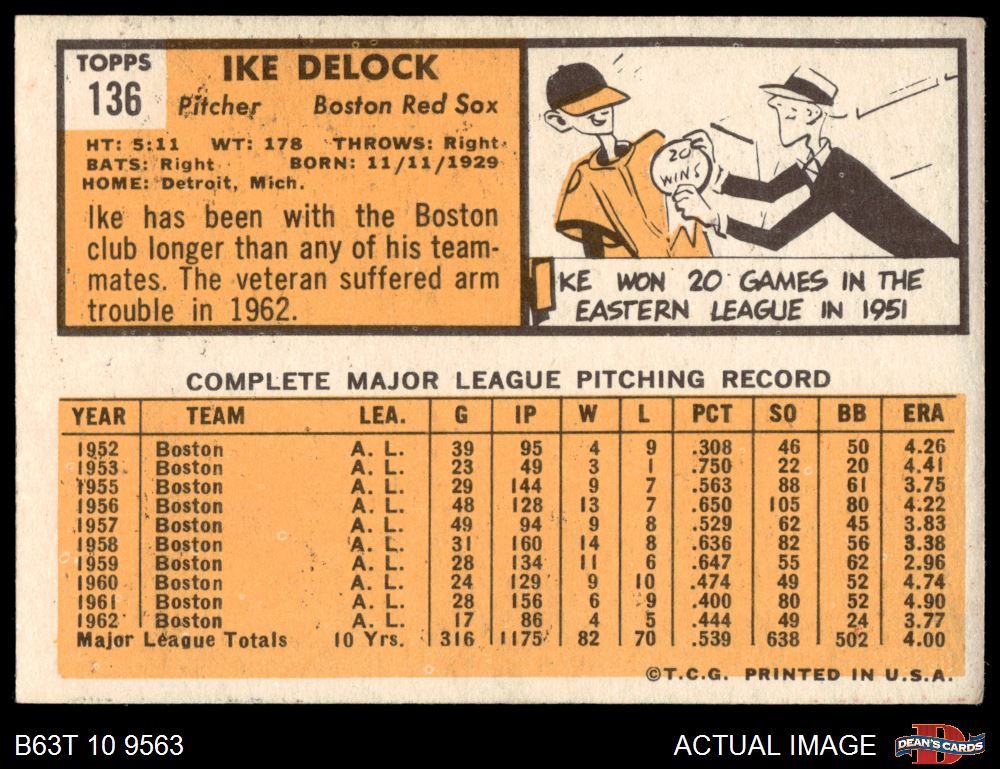 TOPPS
136
IKE DELOCK
Pitcher Boston Red Sox
HT: 5:11 WT: 178 THROWS: Right
BATS: Right BORN: 11/11/1929
HOME: Detroit, Mich.
Ike has been with the Boston
club longer than any of his team-
mates. The veteran suffered arm
trouble in 1962.
20
WINS
IKE WON 20 GAMES IN THE
EASTERN LEAGUE IN 1951
COMPLETE MAJOR LEAGUE PITCHING RECORD
YEAR TEAM LEA. G IP W L PCT SO BB ERA
1952 Boston A. L. 39 95 4 9 .308 46 50 4.26
1953 Boston A. L. 23 49 3 1 .750 22 20 4.41
1955 Boston A. L. 29 144 9 7 .563 88 61 3.75
1956 Boston A. L. 48 128 13 7 .650 105 80 4.22
1957 Boston A. L. 49 94 9 8 .529 62 45 3.83
1958 Boston A. L. 31 160 14 8 .636 82 56 3.38
1959 Boston A. L. 28 134 11 6 .647 55 62 2.96
1960 Boston A. L. 24 129 9 10 .474 49 52 4.74
1961 Boston A. L. 28 156 6 9 .400 80 52 4.90
1962 Boston A. L. 17 86 4 5 .444 49 24 3.77
Major League Totals 10 Yrs. 316 1175 82 70 .539 638 502 4.00
©T.C.G. PRINTED IN U.S.A.
B63T 10 9563
ACTUAL IMAGE
D
DEAN'S CARDS